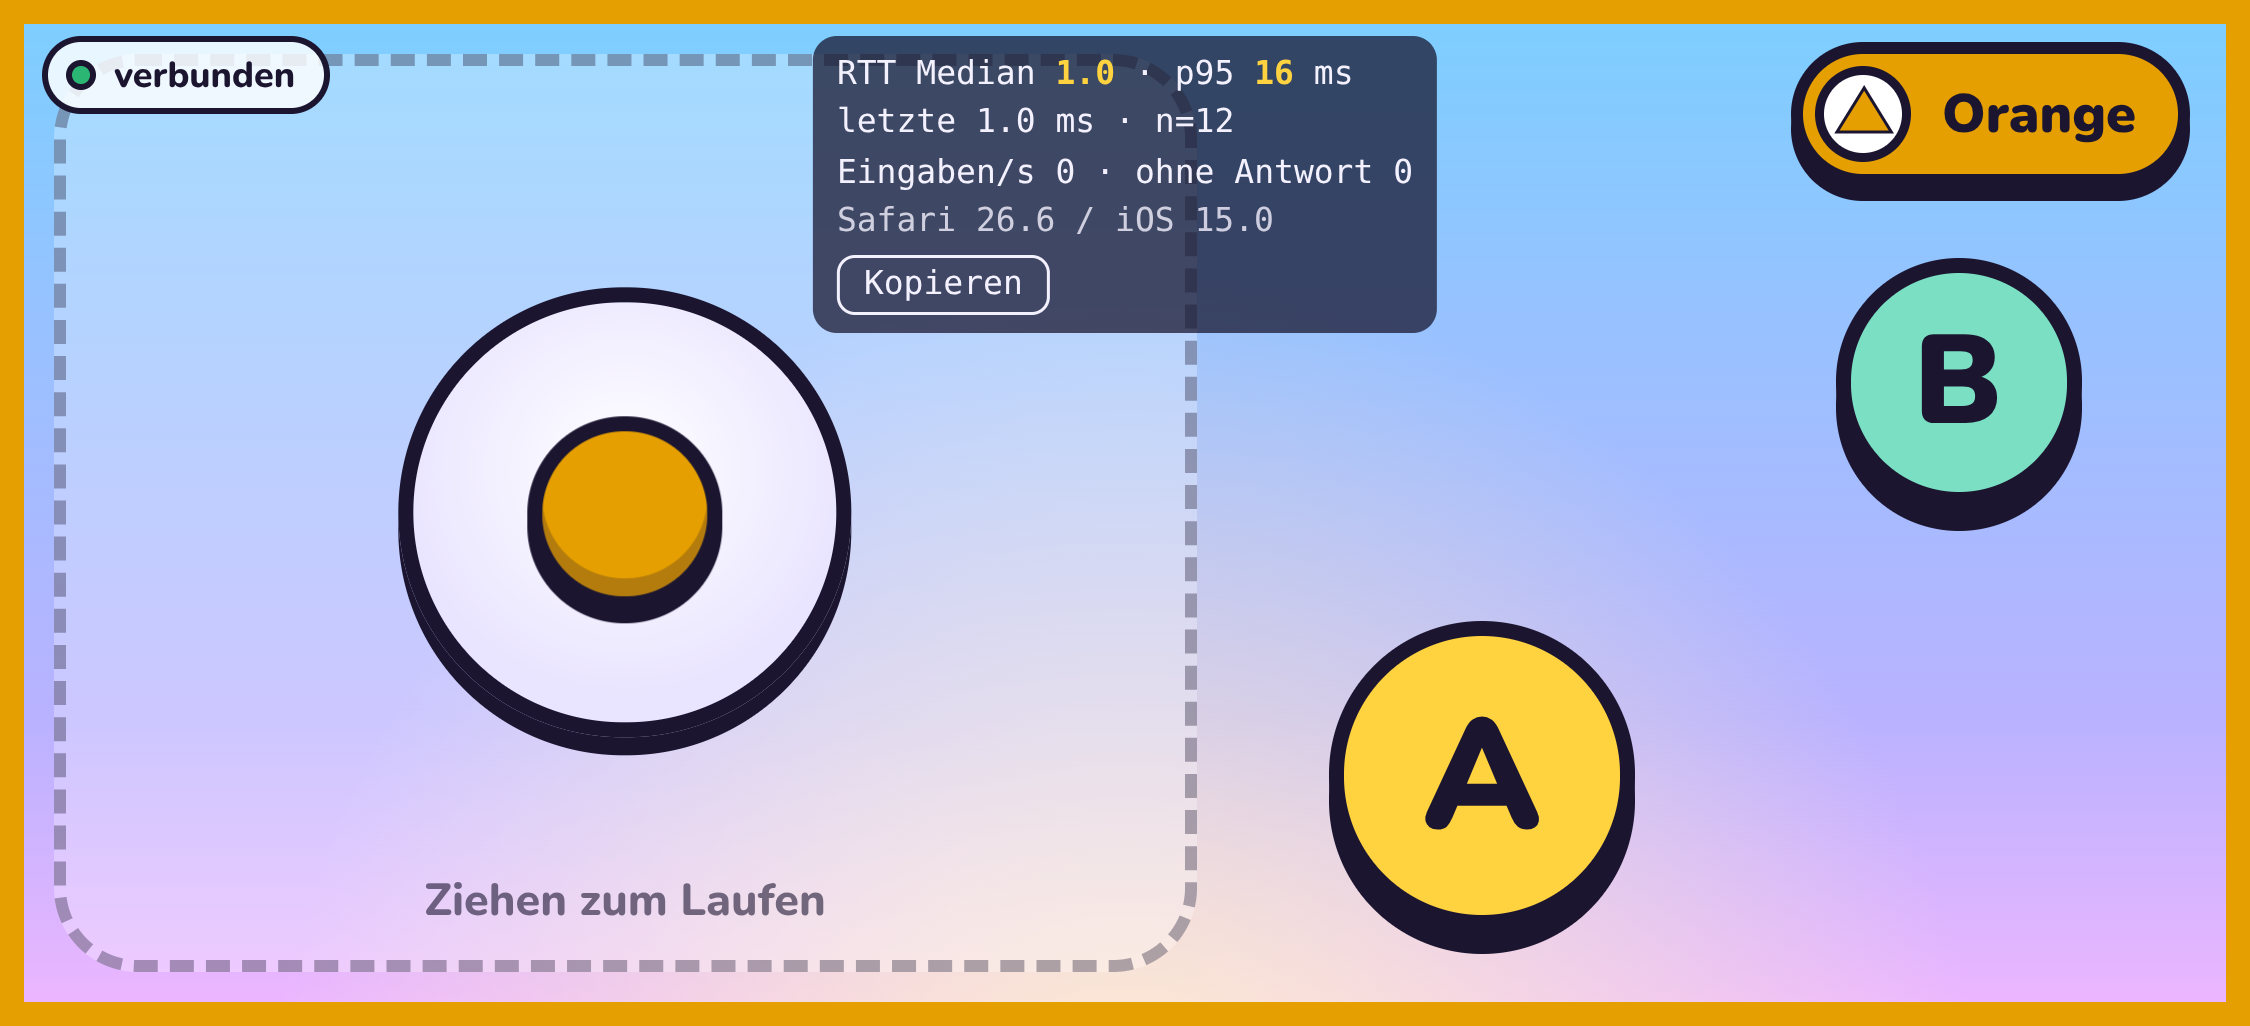 verbunden
RTT Median 1.0 · p95 16 ms
letzte 1.0 ms · n=12
Eingaben/s 0 · ohne Antwort 0
Safari 26.6 / iOS 15.0
Kopieren
Orange
B
A
Ziehen zum Laufen